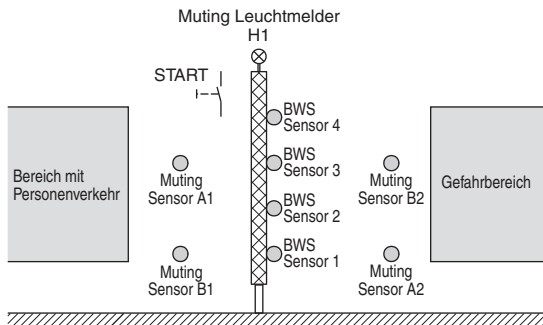 Muting Leuchtmelder
H1
START
BWS
Sensor 4
Bereich mit
Personenverkehr
Muting
Sensor A1
BWS
Sensor 3
Muting
Sensor B2
Gefahrbereich
BWS
Sensor 2
Muting
Sensor B1
BWS
Sensor 1
Muting
Sensor A2